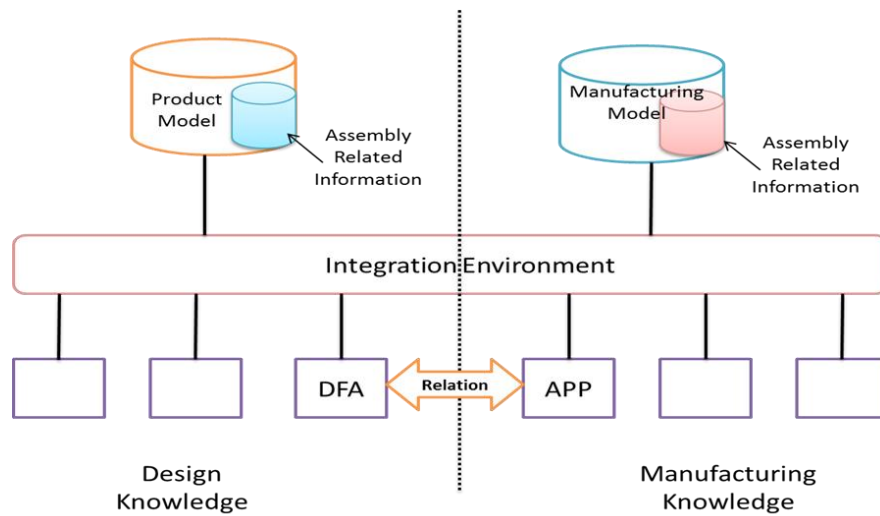 Product
Model
Assembly
Related
Information
Manufacturing
Model
Assembly
Related
Information
Integration Environment
DFA
Relation
APP
Design
Knowledge
Manufacturing
Knowledge